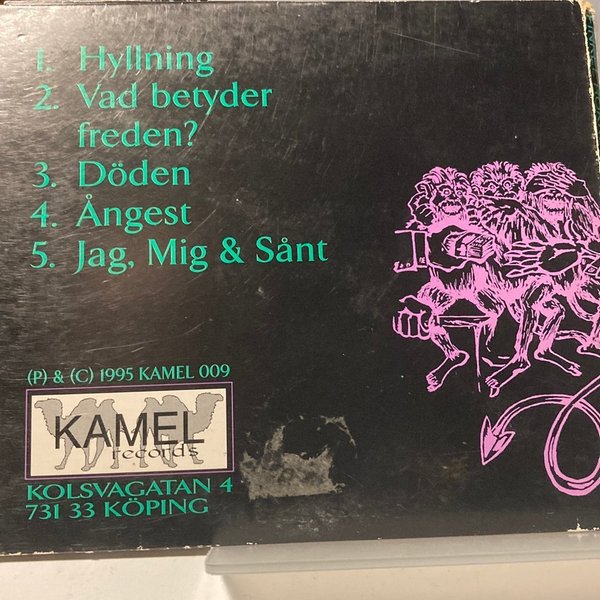 1. Hyllning
2. Vad betyder
freden?
3. Döden
4. Ångest
5. Jag, Mig & Sånt
(P) & (C) 1995 KAMEL 009
KAMEL
records
KOLSVAGATAN 4
731 33 KÖPING